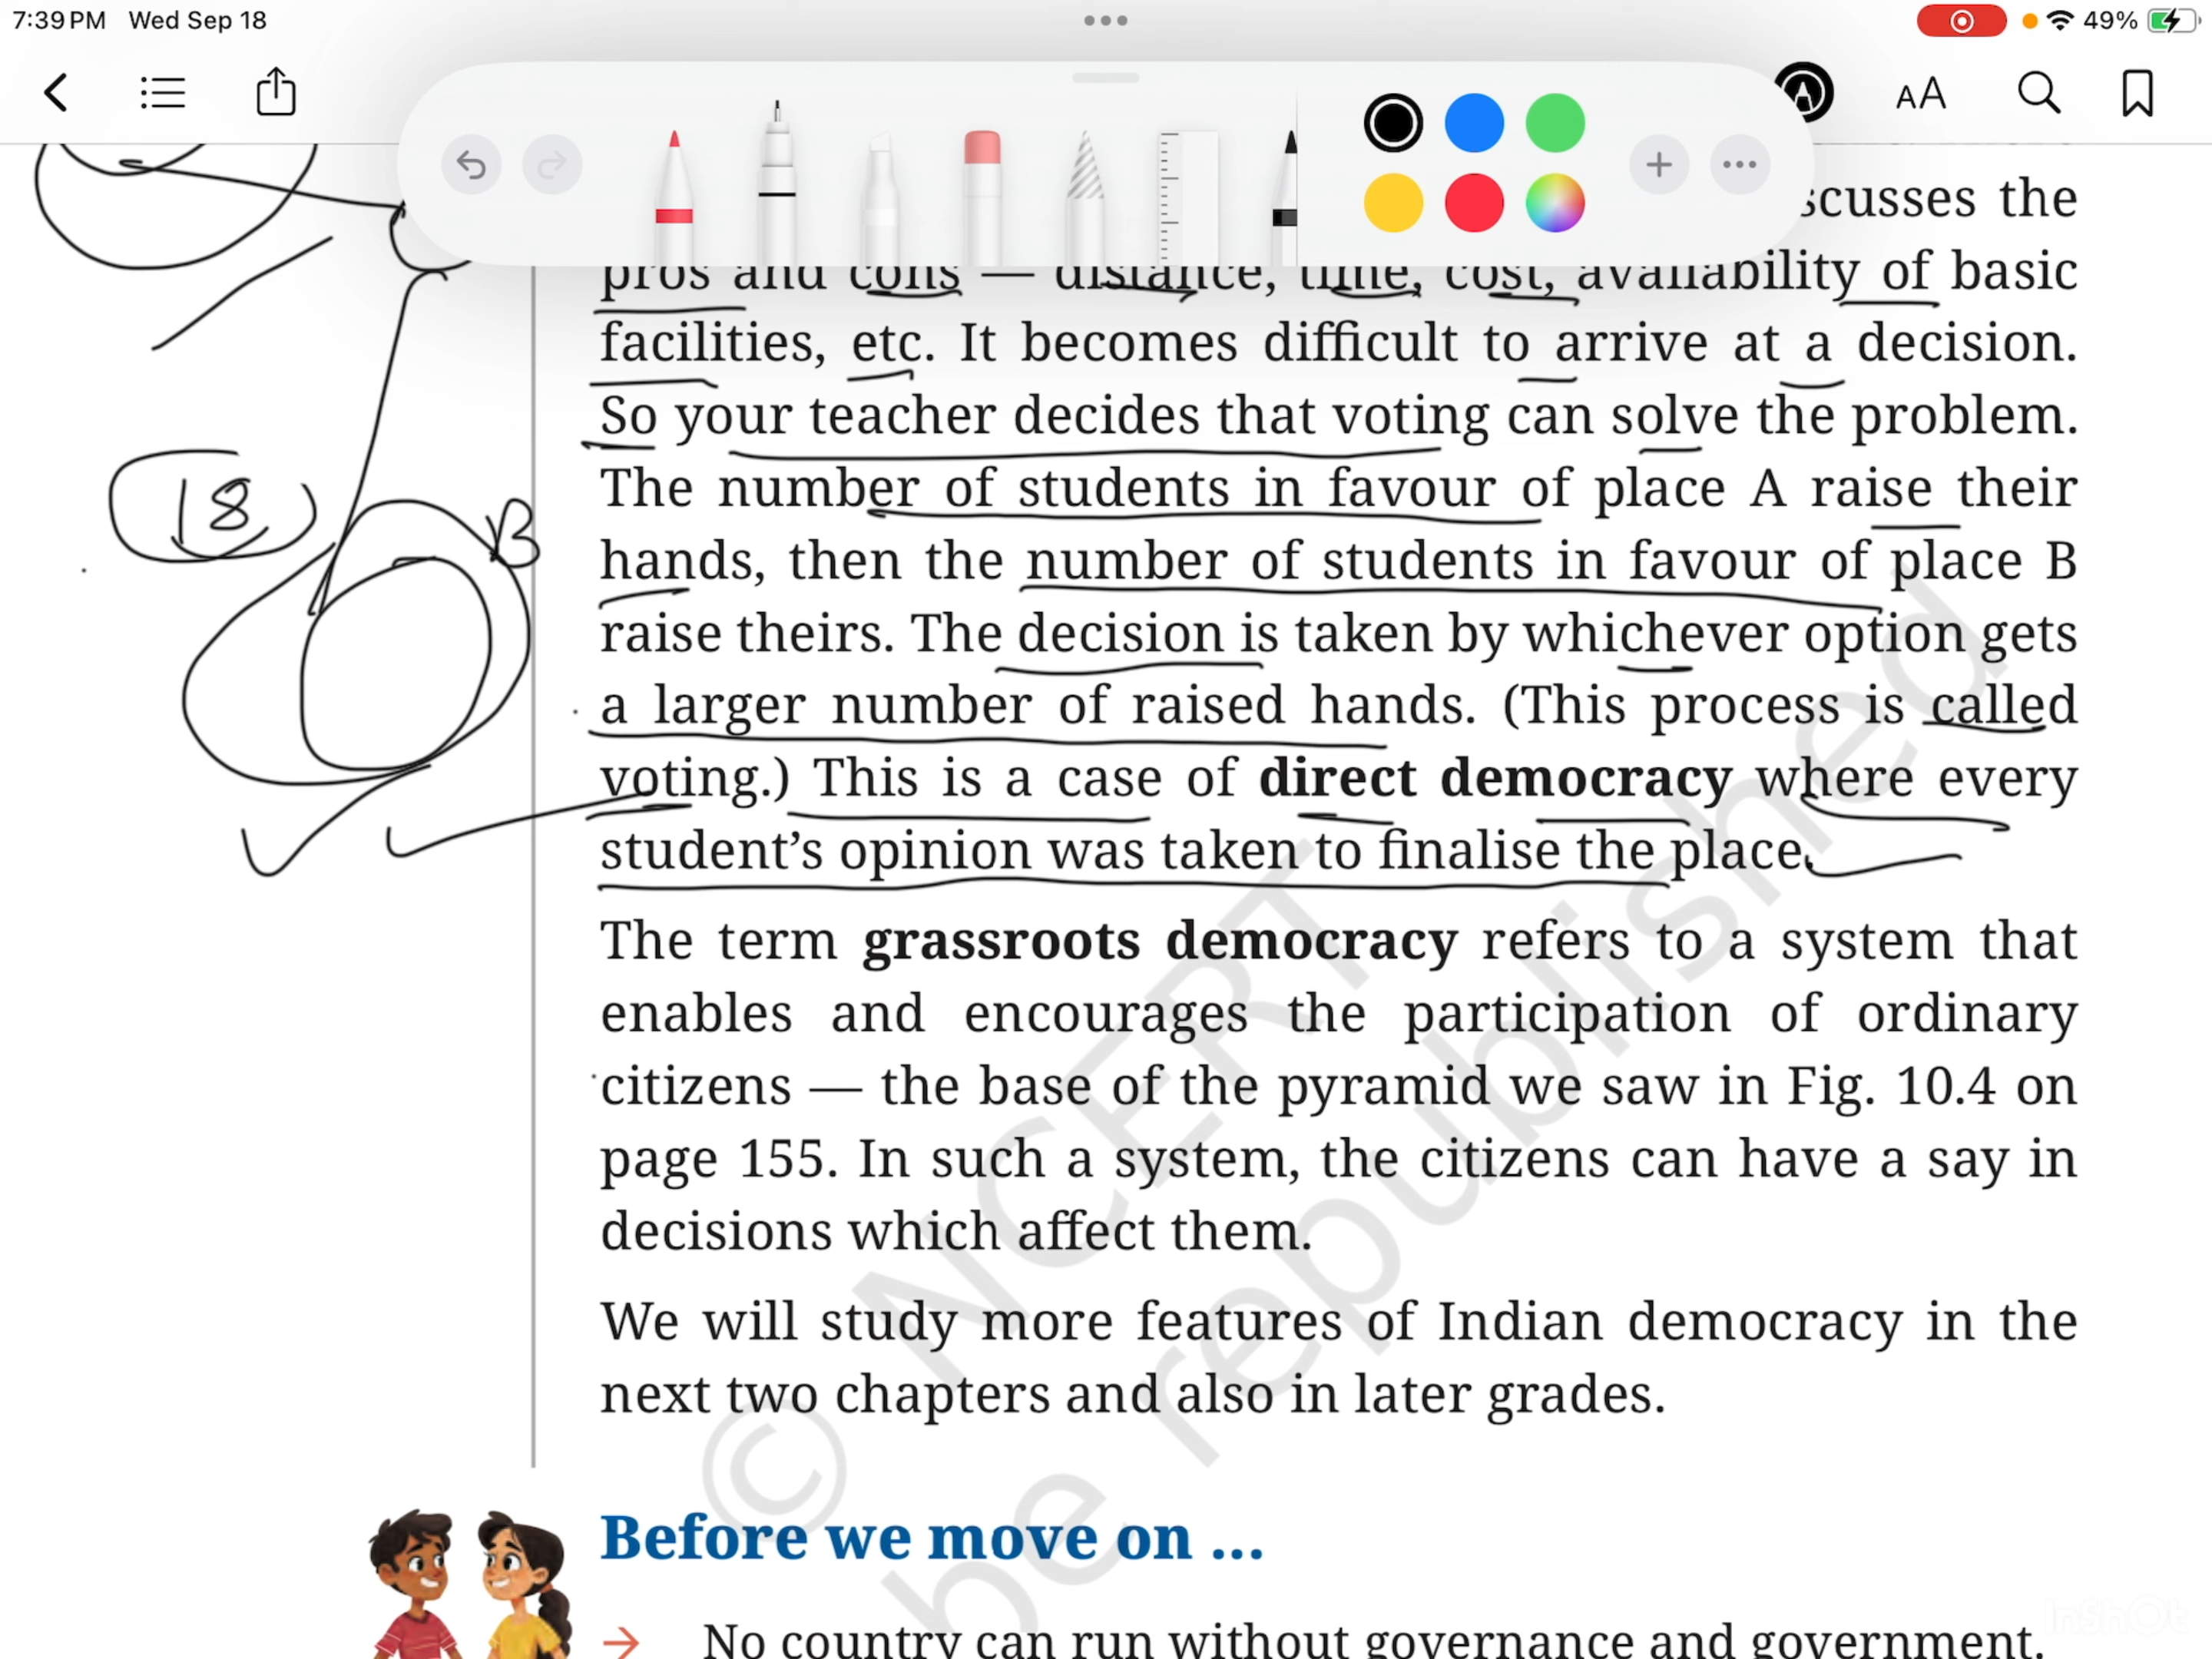 7:39 PM Wed Sep 18
49%
AA
scusses the
pros and cons — distance, time, cost, availability of basic
facilities, etc. It becomes difficult to arrive at a decision.
So your teacher decides that voting can solve the problem.
The number of students in favour of place A raise their
hands, then the number of students in favour of place B
raise theirs. The decision is taken by whichever option gets
a larger number of raised hands. (This process is called
voting.) This is a case of direct democracy where every
student’s opinion was taken to finalise the place.
18
B
The term grassroots democracy refers to a system that
enables and encourages the participation of ordinary
citizens — the base of the pyramid we saw in Fig. 10.4 on
page 155. In such a system, the citizens can have a say in
decisions which affect them.
We will study more features of Indian democracy in the
next two chapters and also in later grades.
Before we move on ...
→ No country can run without governance and government.
© NCERT
be republished
InShOt